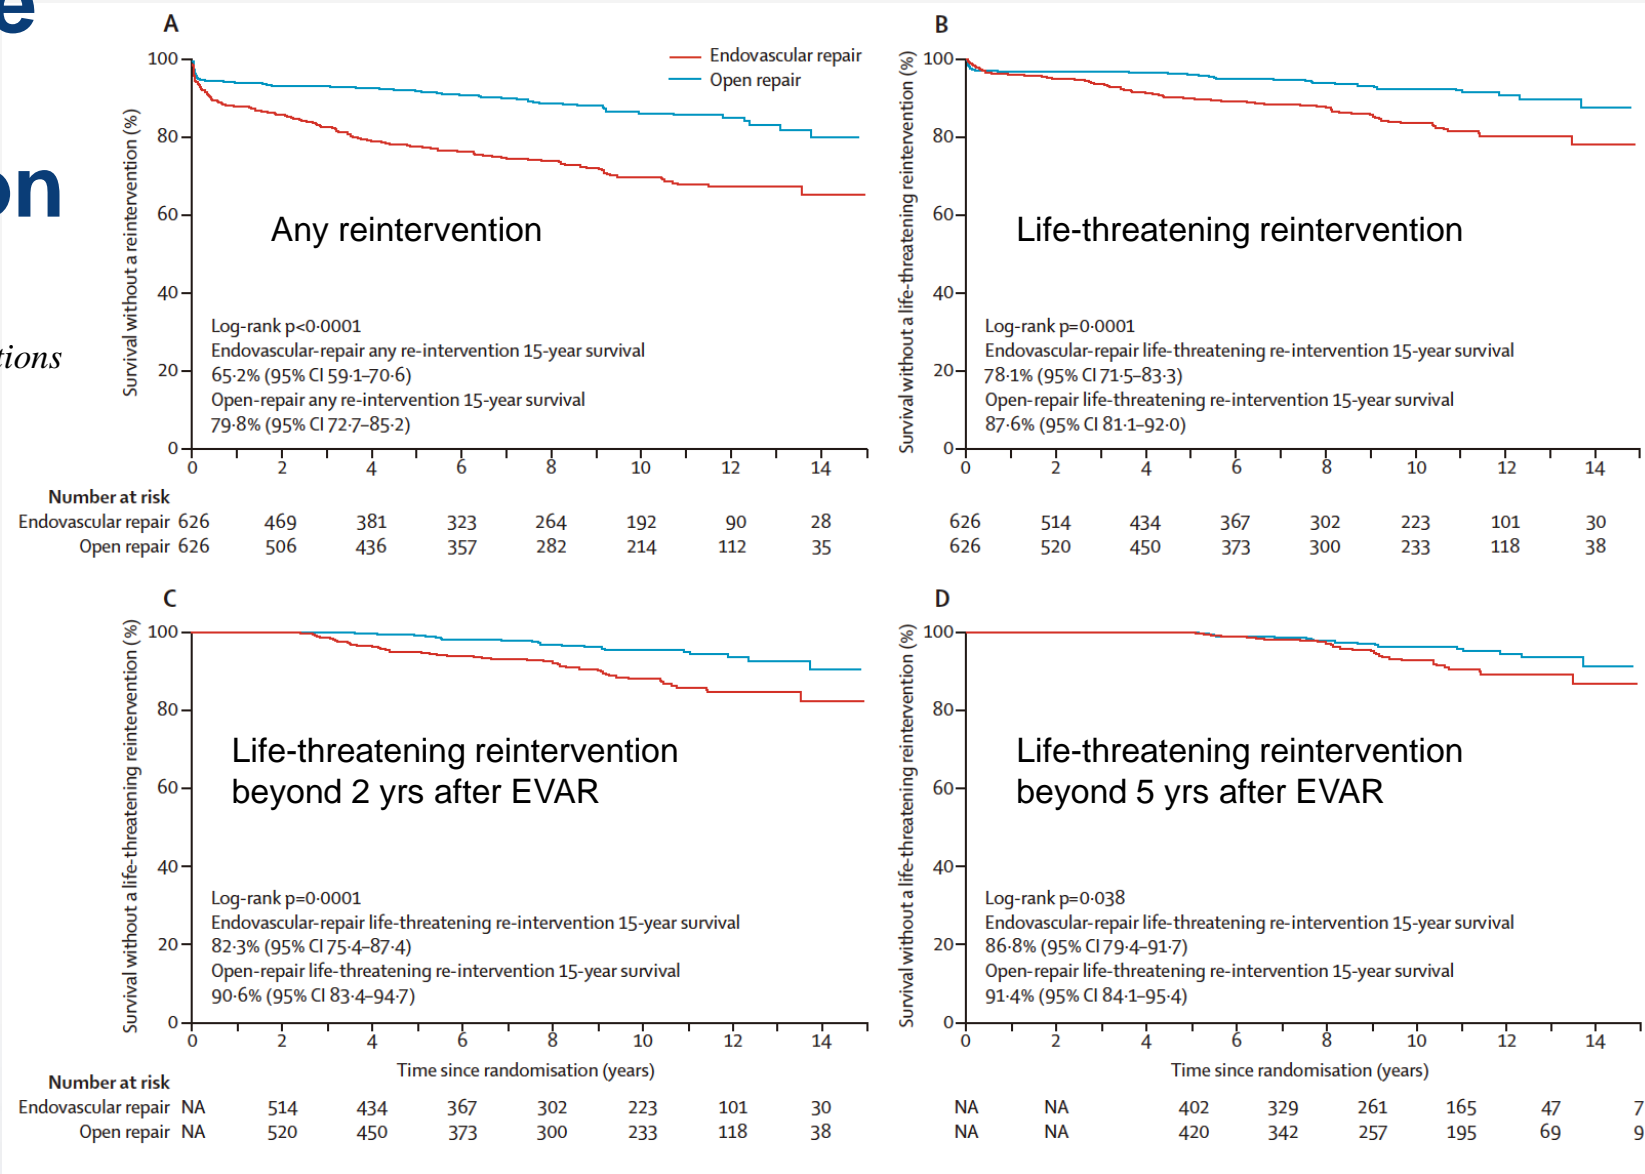 e
on
tions
A
Endovascular repair
Open repair
Survival without a reintervention (%)
100
80
60
40
20
0
Any reintervention
Log-rank p<0·0001
Endovascular-repair any re-intervention 15-year survival
65·2% (95% CI 59·1–70·6)
Open-repair any re-intervention 15-year survival
79·8% (95% CI 72·7–85·2)
0 2 4 6 8 10 12 14
Number at risk
Endovascular repair 626 469 381 323 264 192 90 28
Open repair 626 506 436 357 282 214 112 35
B
Survival without a life-threatening reintervention (%)
100
80
60
40
20
0
Life-threatening reintervention
Log-rank p=0·0001
Endovascular-repair life-threatening re-intervention 15-year survival
78·1% (95% CI 71·5–83·3)
Open-repair life-threatening re-intervention 15-year survival
87·6% (95% CI 81·1–92·0)
0 2 4 6 8 10 12 14
626 514 434 367 302 223 101 30
626 520 450 373 300 233 118 38
C
Survival without a life-threatening reintervention (%)
100
80
60
40
20
0
Life-threatening reintervention
beyond 2 yrs after EVAR
Log-rank p=0·0001
Endovascular-repair life-threatening re-intervention 15-year survival
82·3% (95% CI 75·4–87·4)
Open-repair life-threatening re-intervention 15-year survival
90·6% (95% CI 83·4–94·7)
0 2 4 6 8 10 12 14
Time since randomisation (years)
Number at risk
Endovascular repair NA 514 434 367 302 223 101 30
Open repair NA 520 450 373 300 233 118 38
D
Survival without a life-threatening reintervention (%)
100
80
60
40
20
0
Life-threatening reintervention
beyond 5 yrs after EVAR
Log-rank p=0·038
Endovascular-repair life-threatening re-intervention 15-year survival
86·8% (95% CI 79·4–91·7)
Open-repair life-threatening re-intervention 15-year survival
91·4% (95% CI 84·1–95·4)
0 2 4 6 8 10 12 14
Time since randomisation (years)
NA NA 402 329 261 165 47 7
NA NA 420 342 257 195 69 9